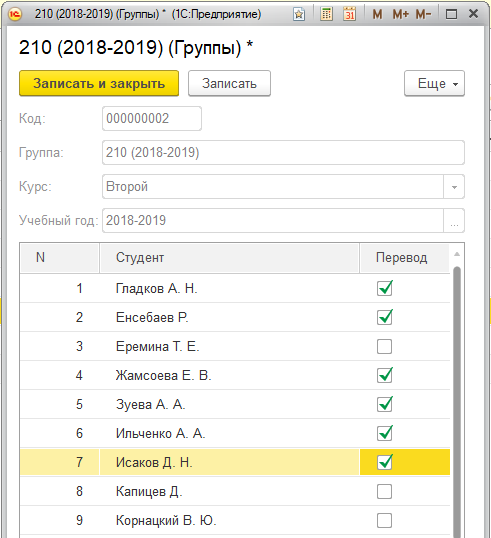 210 (2018-2019) (Группы) * (1С:Предприятие) 31 M M+ M-
210 (2018-2019) (Группы) *
Записать и закрыть Записать Еще
Код: 000000002
Группа: 210 (2018-2019)
Курс: Второй
Учебный год: 2018-2019 ...
N Студент Перевод
1 Гладков А. Н.
2 Енсебаев Р.
3 Еремина Т. Е.
4 Жамсоева Е. В.
5 Зуева А. А.
6 Ильченко А. А.
7 Исаков Д. Н.
8 Капицев Д.
9 Корнацкий В. Ю.